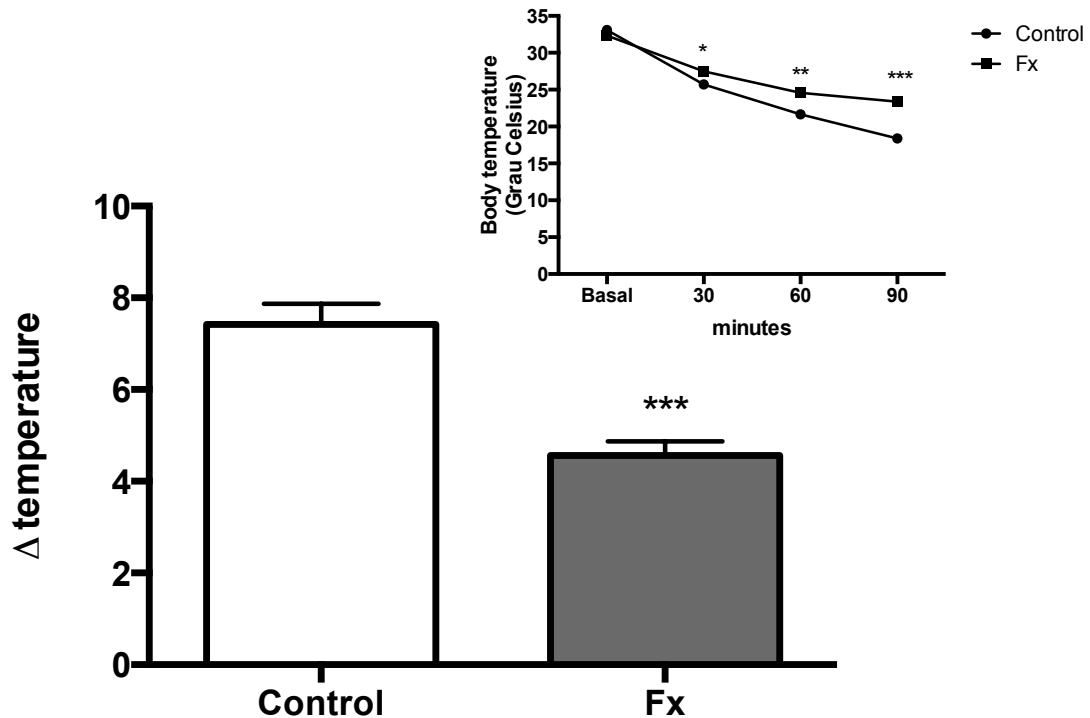 35
30
25
20
15
10
5
0
Body temperature
(Grau Celsius)
*
**
***
Control
Fx
Basal 30 60 90
minutes
10
8
6
4
2
0
Δ temperature
***
Control Fx